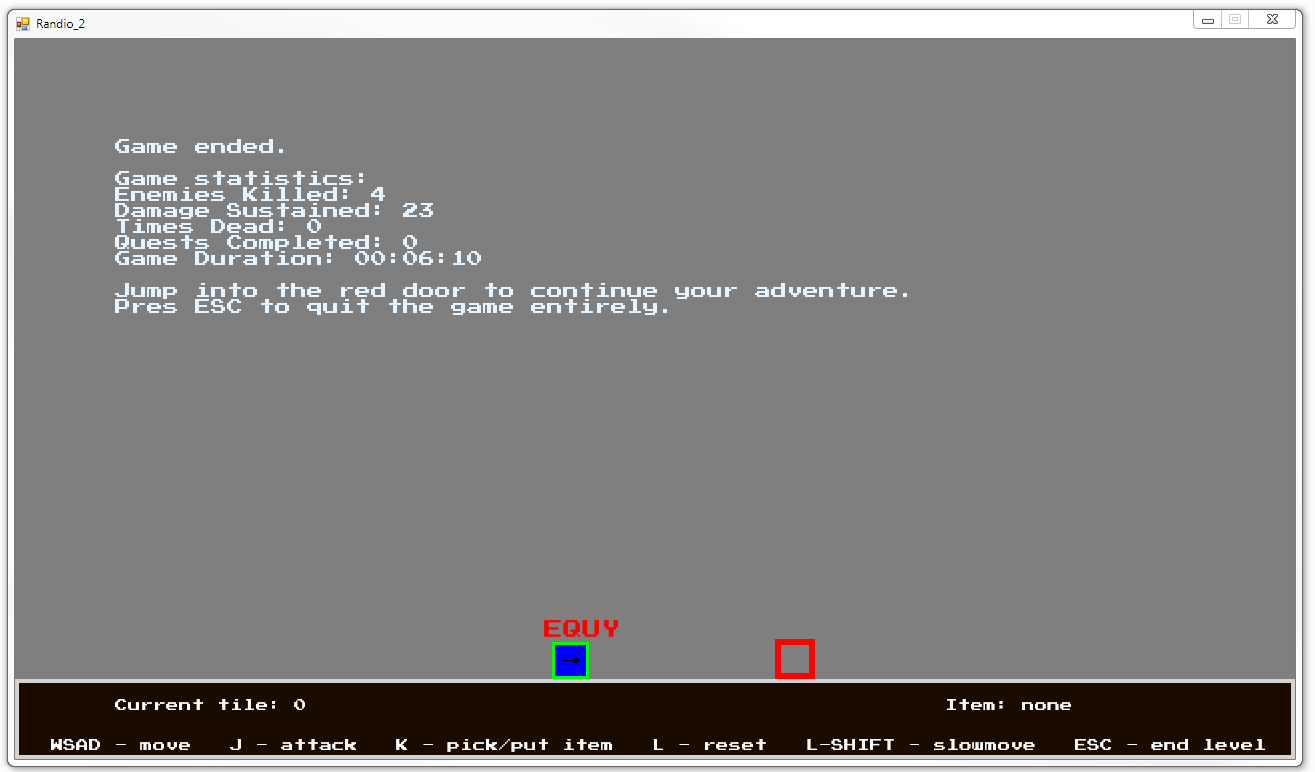 Randio_2
Game ended.
Game statistics:
Enemies Killed: 4
Damage Sustained: 23
Times Dead: 0
Quests Completed: 0
Game Duration: 00:06:10
Jump into the red door to continue your adventure.
Pres ESC to quit the game entirely.
EQUY
→
Current tile: 0 Item: none
WSAD - move J - attack K - pick/put item L - reset L-SHIFT - slowmove ESC - end level